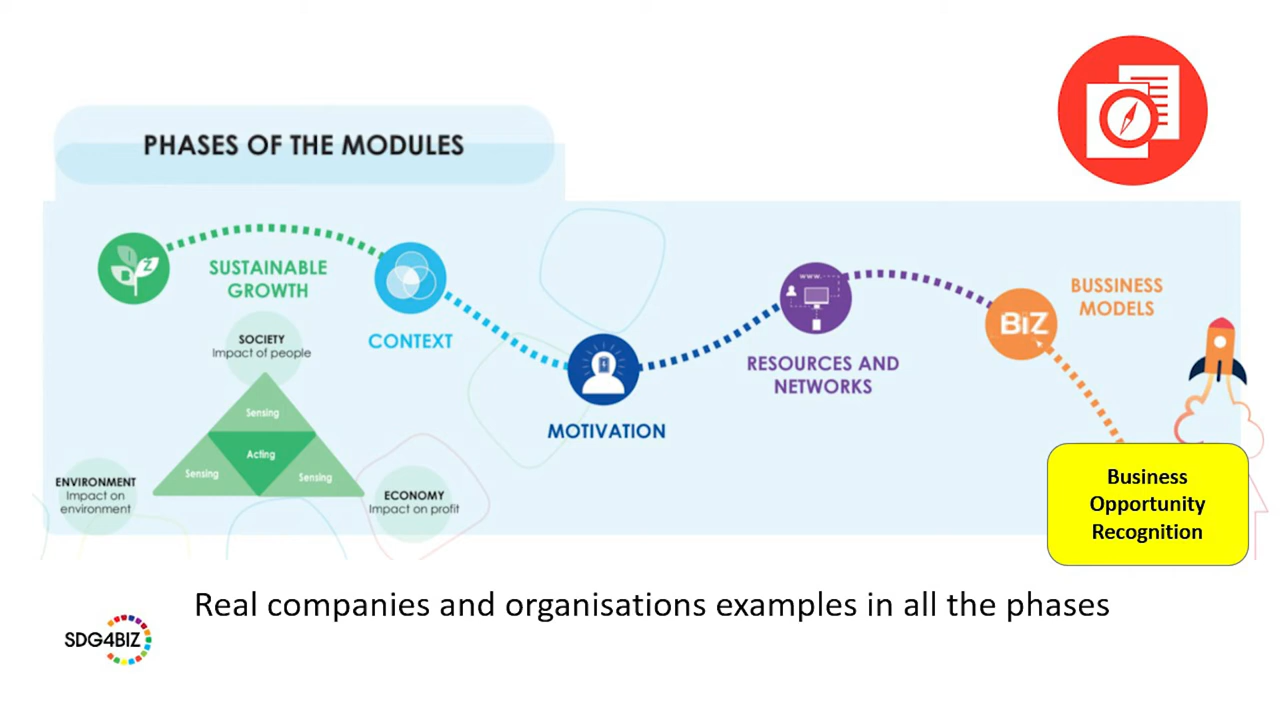 PHASES OF THE MODULES
SUSTAINABLE
GROWTH
CONTEXT
MOTIVATION
www.
RESOURCES AND
NETWORKS
BiZ
BUSSINESS
MODELS
SOCIETY
Impact of people
Sensing
Acting
Sensing
Sensing
ENVIRONMENT
Impact on
environment
ECONOMY
Impact on profit
Business
Opportunity
Recognition
Real companies and organisations examples in all the phases
SDG4BIZ